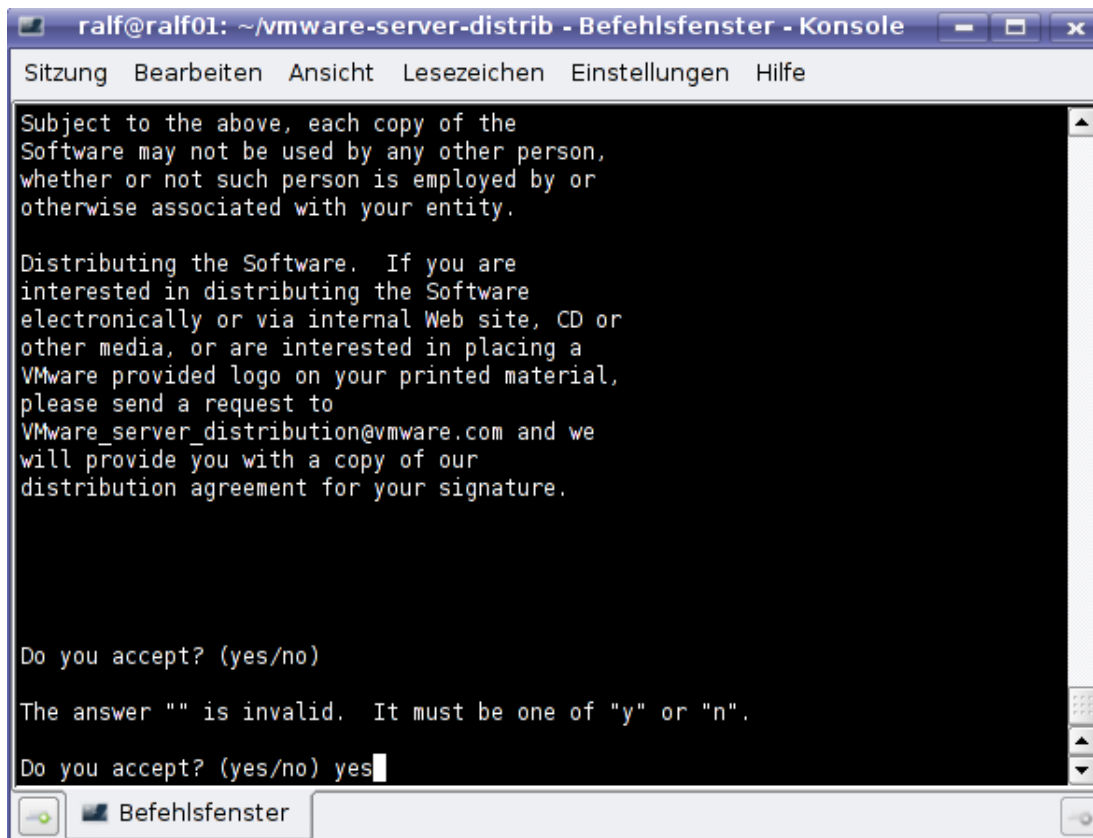 ralf@ralf01: ~/vmware-server-distrib - Befehlsfenster - Konsole
Sitzung Bearbeiten Ansicht Lesezeichen Einstellungen Hilfe
Subject to the above, each copy of the
Software may not be used by any other person,
whether or not such person is employed by or
otherwise associated with your entity.
Distributing the Software.  If you are
interested in distributing the Software
electronically or via internal Web site, CD or
other media, or are interested in placing a
VMware provided logo on your printed material,
please send a request to
VMware_server_distribution@vmware.com and we
will provide you with a copy of our
distribution agreement for your signature.
Do you accept? (yes/no)
The answer "" is invalid.  It must be one of "y" or "n".
Do you accept? (yes/no) yes
Befehlsfenster